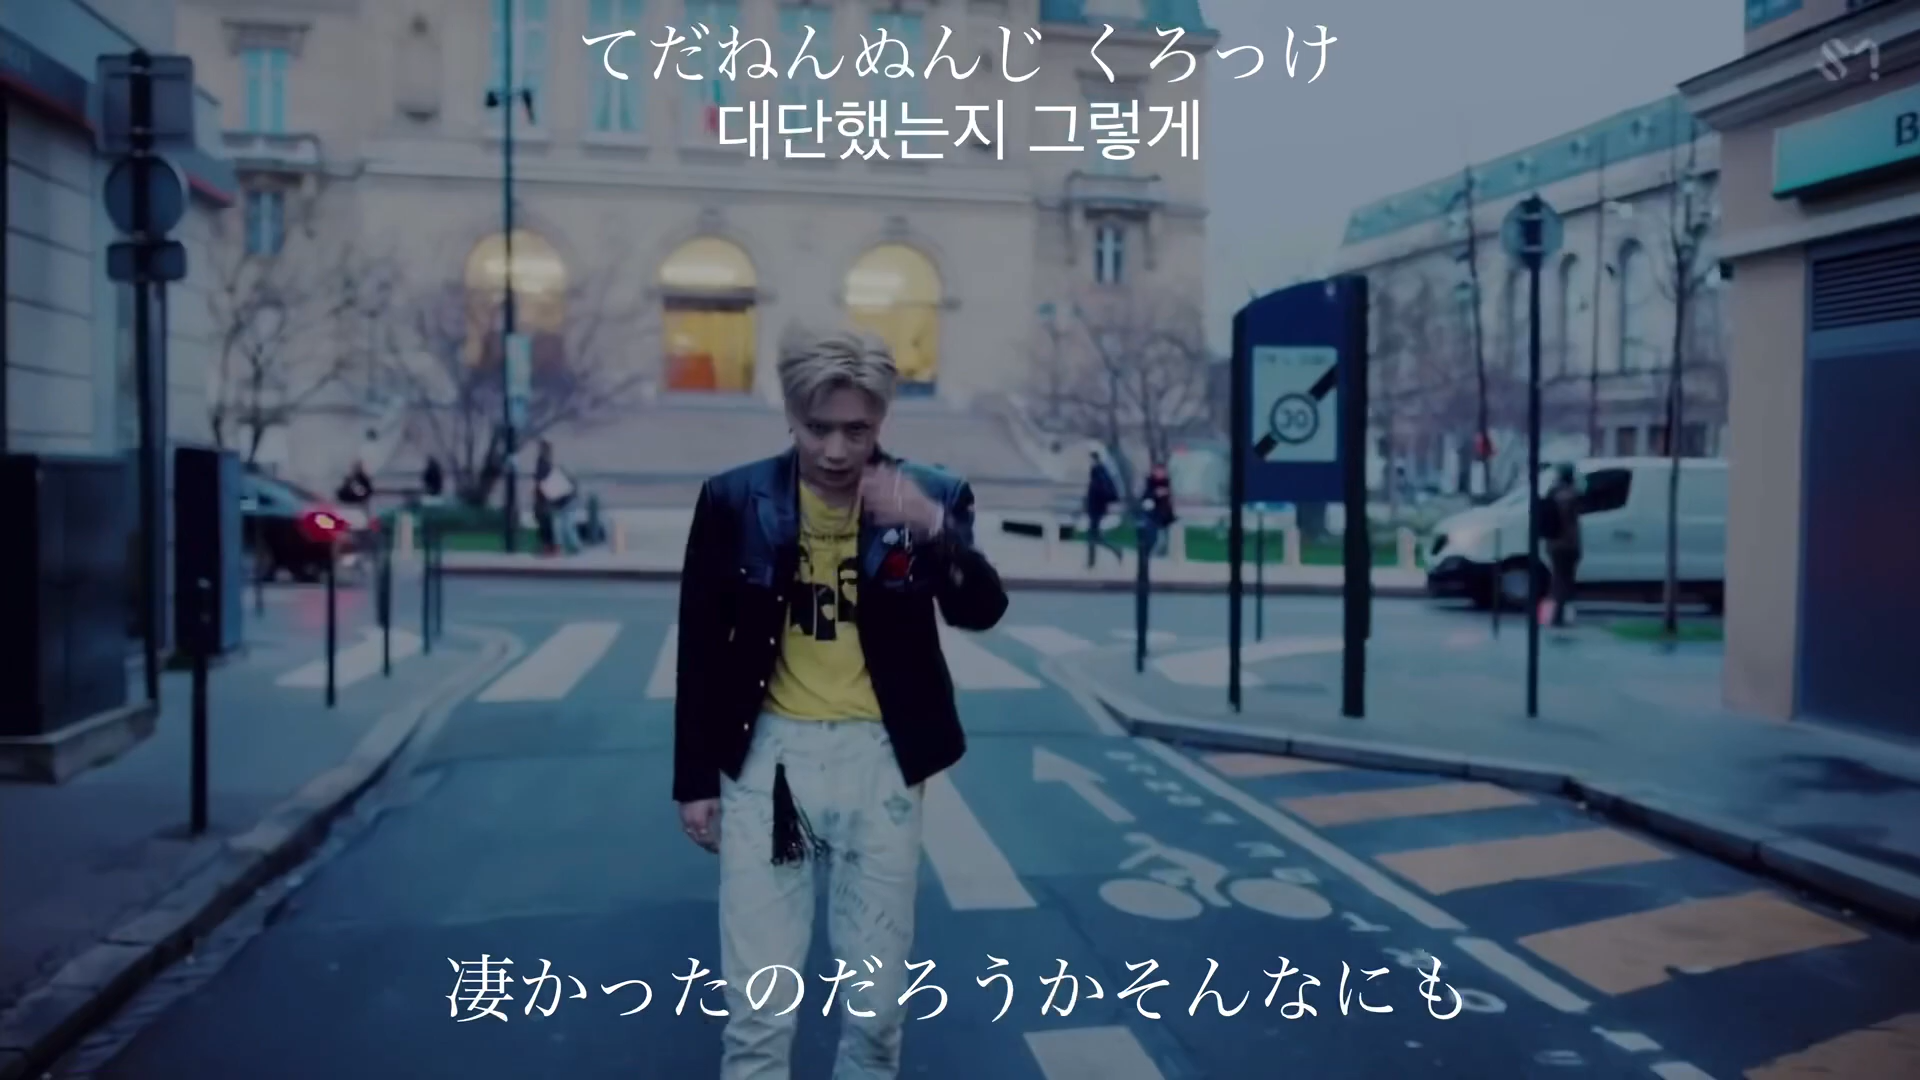 てだねんぬんじ くろっけ
대단했는지 그렇게
B
30
凄かったのだろうかそんなにも